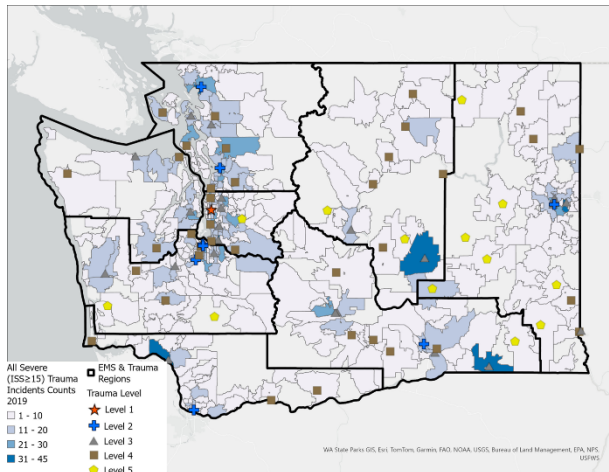 All Severe
(ISS≥15) Trauma
Incidents Counts
2019
1 - 10
11 - 20
21 - 30
31 - 45
EMS & Trauma
Regions
Trauma Level
Level 1
Level 2
Level 3
Level 4
Level 5
WA State Parks GIS, Esri, TomTom, Garmin, FAO, NOAA, USGS, Bureau of Land Management, EPA, NPS,
USFWS